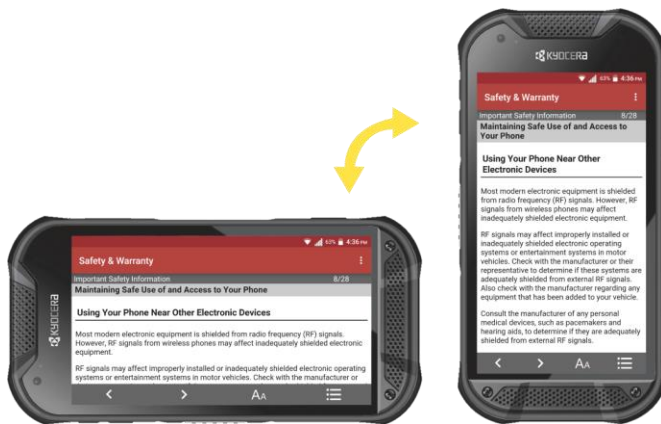 KYOCERA
63% 4:36 PM
Safety & Warranty
Important Safety Information 8/28
Maintaining Safe Use of and Access to Your Phone
Using Your Phone Near Other Electronic Devices
Most modern electronic equipment is shielded from radio frequency (RF) signals.
However, RF signals from wireless phones may affect inadequately shielded electronic
equipment.
RF signals may affect improperly installed or inadequately shielded electronic operating
systems or entertainment systems in motor vehicles. Check with the manufacturer or
AA
KYOCERA
63% 4:36 PM
Safety & Warranty
Important Safety Information 8/28
Maintaining Safe Use of and Access to
Your Phone
Using Your Phone Near Other
Electronic Devices
Most modern electronic equipment is shielded
from radio frequency (RF) signals. However, RF
signals from wireless phones may affect
inadequately shielded electronic equipment.
RF signals may affect improperly installed or
inadequately shielded electronic operating
systems or entertainment systems in motor
vehicles. Check with the manufacturer or their
representative to determine if these systems are
adequately shielded from external RF signals.
Also check with the manufacturer regarding any
equipment that has been added to your vehicle.
Consult the manufacturer of any personal
medical devices, such as pacemakers and
hearing aids, to determine if they are adequately
shielded from external RF signals.
AA